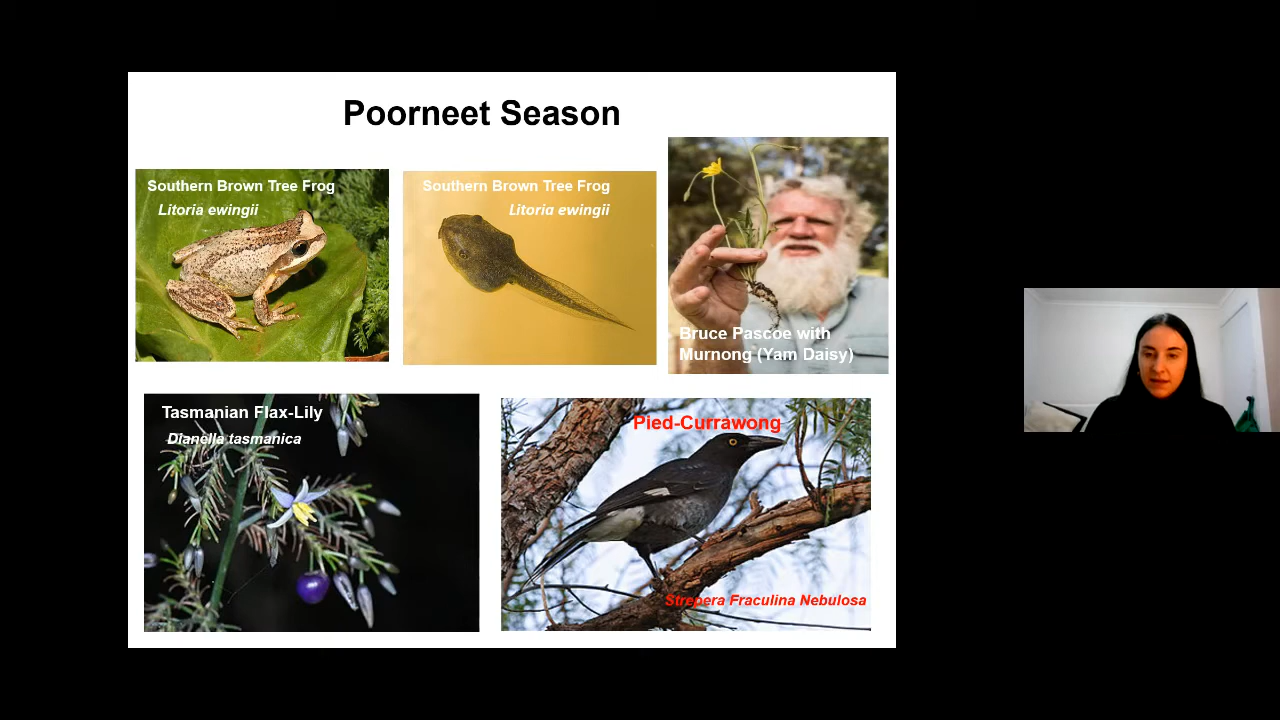 Poorneet Season
Southern Brown Tree Frog
Litoria ewingii
Southern Brown Tree Frog
Litoria ewingii
Bruce Pascoe with
Murnong (Yam Daisy)
Tasmanian Flax-Lily
Dianella tasmanica
Pied-Currawong
Strepera Fraculina Nebulosa